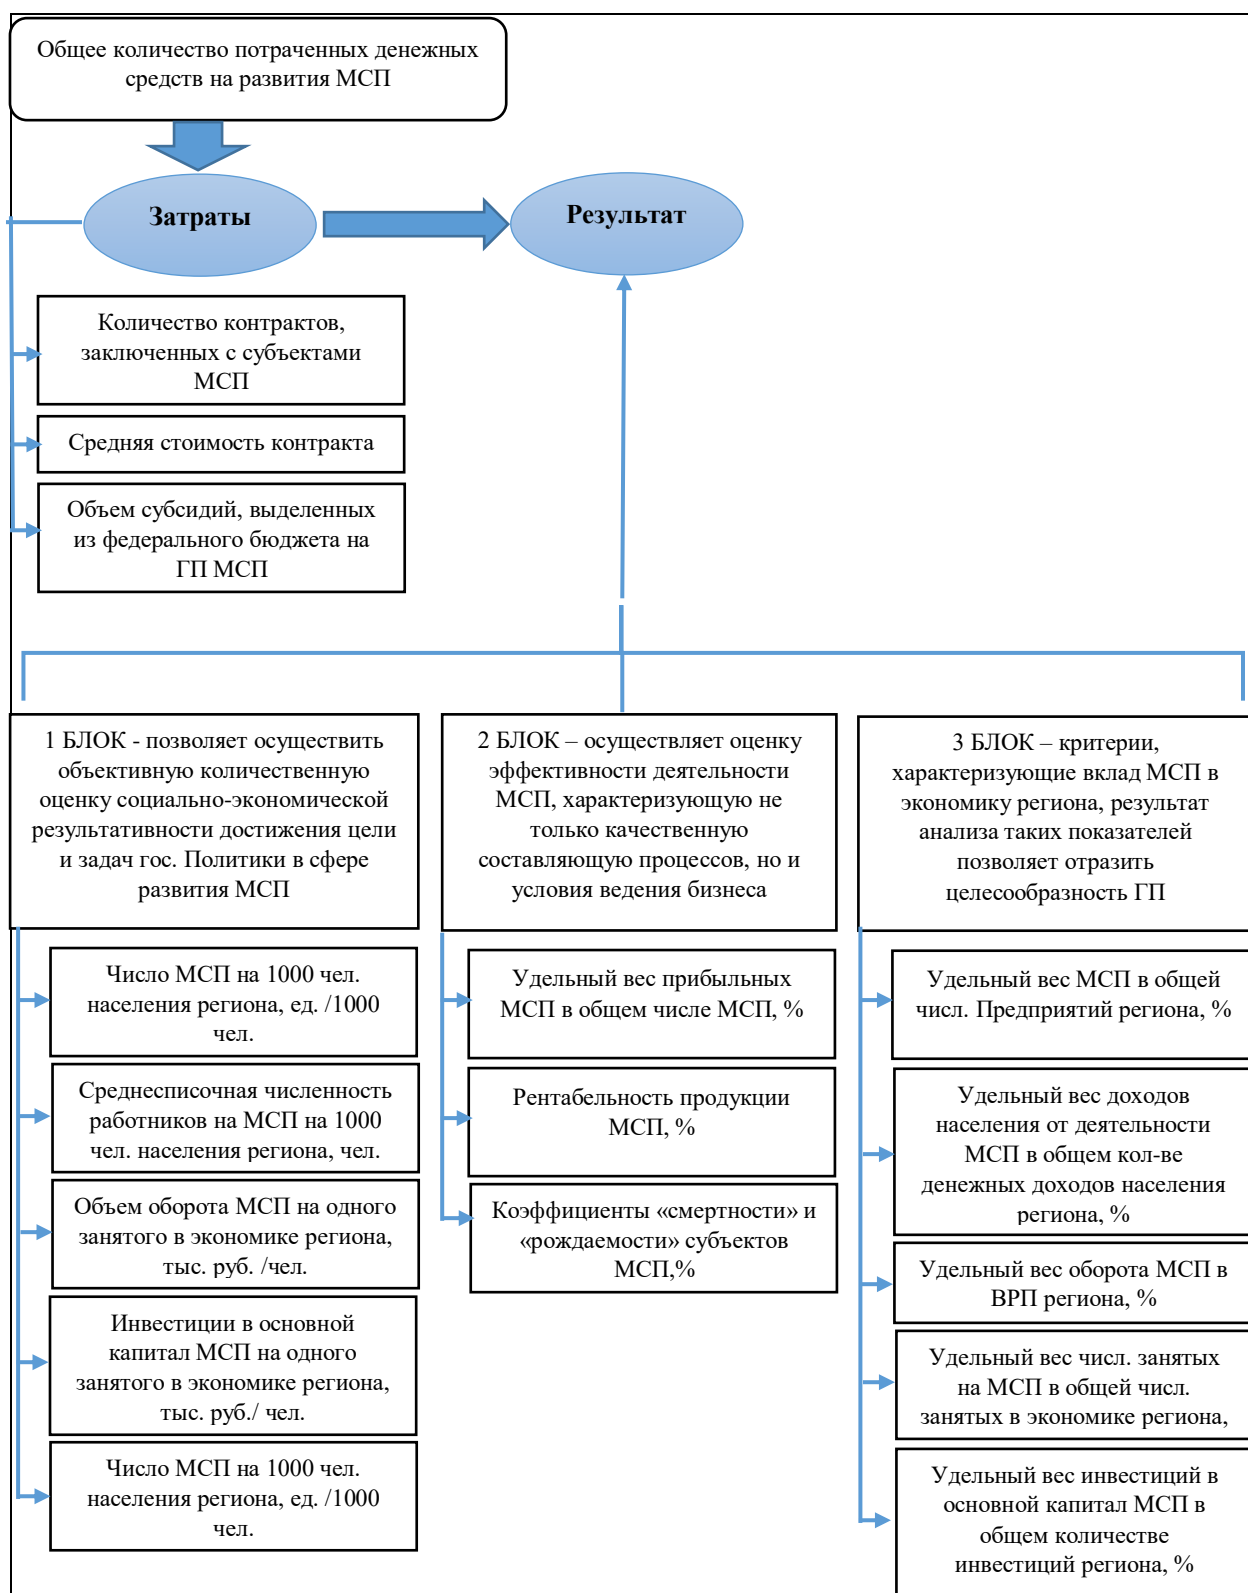 Общее количество потраченных денежных
средств на развития МСП
Затраты
Результат
Количество контрактов,
заключенных с субъектами
МСП
Средняя стоимость контракта
Объем субсидий, выделенных
из федерального бюджета на
ГП МСП
1 БЛОК - позволяет осуществить
объективную количественную
оценку социально-экономической
результативности достижения цели
и задач гос. Политики в сфере
развития МСП
Число МСП на 1000 чел.
населения региона, ед. /1000
чел.
Среднесписочная численность
работников на МСП на 1000
чел. населения региона, чел.
Объем оборота МСП на одного
занятого в экономике региона,
тыс. руб. /чел.
Инвестиции в основной
капитал МСП на одного
занятого в экономике региона,
тыс. руб./ чел.
Число МСП на 1000 чел.
населения региона, ед. /1000
чел.
2 БЛОК – осуществляет оценку
эффективности деятельности
МСП, характеризующую не
только качественную
составляющую процессов, но и
условия ведения бизнеса
Удельный вес прибыльных
МСП в общем числе МСП, %
Рентабельность продукции
МСП, %
Коэффициенты «смертности» и
«рождаемости» субъектов
МСП,%
3 БЛОК – критерии,
характеризующие вклад МСП в
экономику региона, результат
анализа таких показателей
позволяет отразить
целесообразность ГП
Удельный вес МСП в общей
числ. Предприятий региона, %
Удельный вес доходов
населения от деятельности
МСП в общем кол-ве
денежных доходов населения
региона, %
Удельный вес оборота МСП в
ВРП региона, %
Удельный вес числ. занятых
на МСП в общей числ.
занятых в экономике региона,
Удельный вес инвестиций в
основной капитал МСП в
общем количестве
инвестиций региона, %